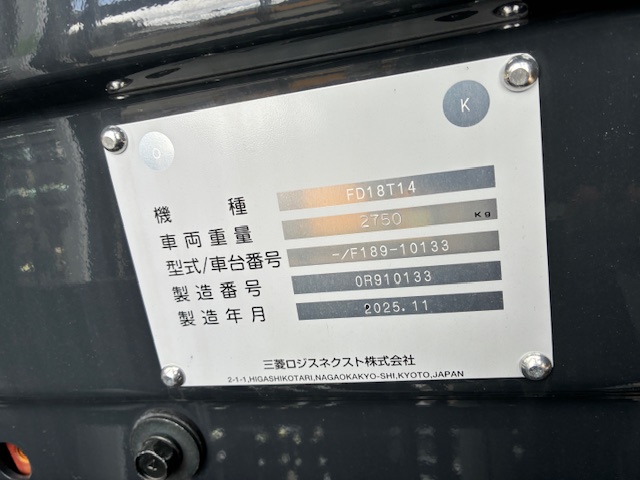 D K
機種 FD18T14
車両重量 2750 Kg
型式/車台番号 -/F189-10133
製造番号 0R910133
製造年月 2025.11
三菱ロジスネクスト株式会社
2-1-1,HIGASHIKOTARI,NAGAOKAKYO-SHI,KYOTO,JAPAN